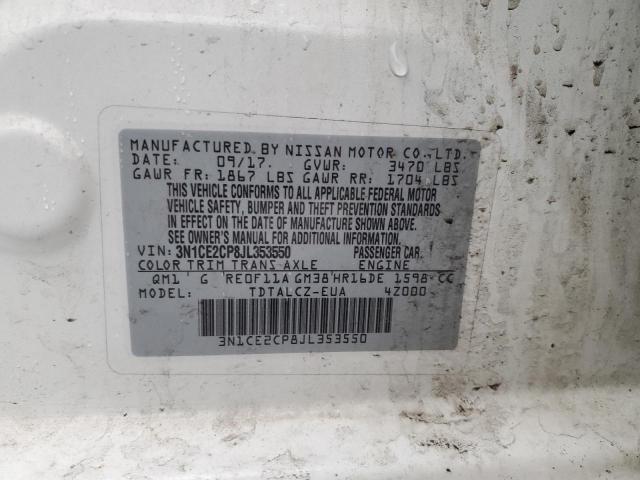 MANUFACTURED BY NISSAN MOTOR CO.,LTD.
DATE: 09/17. GVWR: 3470 LBS
GAWR FR: 1867 LBS GAWR RR: 1704 LBS
THIS VEHICLE CONFORMS TO ALL APPLICABLE FEDERAL MOTOR
VEHICLE SAFETY, BUMPER AND THEFT PREVENTION STANDARDS
IN EFFECT ON THE DATE OF MANUFACTURE SHOWN ABOVE.
SEE OWNER'S MANUAL FOR ADDITIONAL INFORMATION.
VIN: 3N1CE2CP8JL353550 PASSENGER CAR.
COLOR TRIM TRANS AXLE ENGINE
QM1 G RE0F11A GM38 HR16DE 1598 CC
MODEL TDTALCZ-EUA 4Z000
3N1CE2CP8JL353550